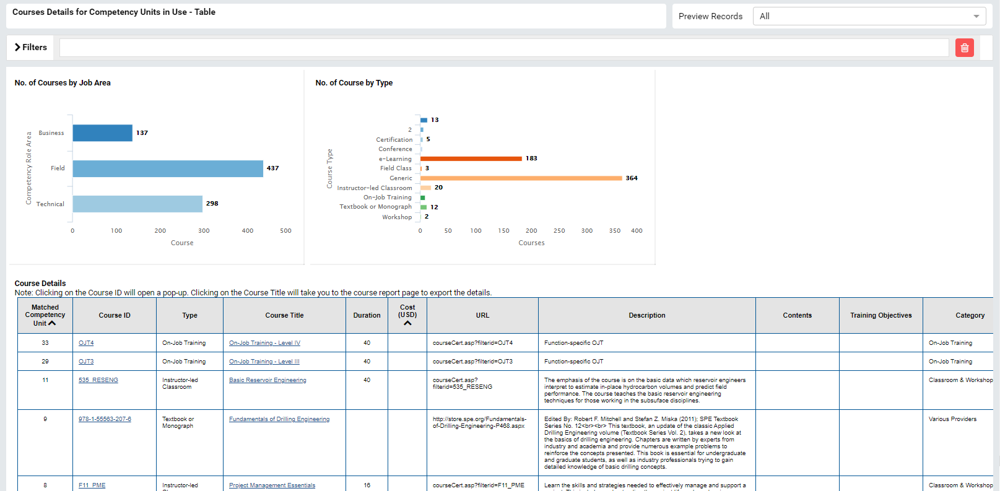 Courses Details for Competency Units in Use - Table
Preview Records
All
Filters
No. of Courses by Job Area
Competency Role Area
Business
137
Field
437
Technical
298
0 100 200 300 400 500
Course
No. of Course by Type
Course Type
13
2
Certification
5
Conference
e-Learning
183
Field Class
3
Generic
364
Instructor-led Classroom
20
On-Job Training
Textbook or Monograph
12
Workshop
2
0 50 100 150 200 250 300 350 400
Courses
Course Details
Note: Clicking on the Course ID will open a pop-up. Clicking on the Course Title will take you to the course report page to export the details.
Matched
Competency
Unit
Course ID
Type
Course Title
Duration
Cost
(USD)
URL
Description
Contents
Training Objectives
Category
33
OJT4
On-Job Training
On-Job Training - Level IV
40
courseCert.asp?filterid=OJT4
Function-specific OJT
On-Job Training
29
OJT3
On-Job Training
On-Job Training - Level III
40
courseCert.asp?filterid=OJT3
Function-specific OJT
On-Job Training
11
535_RESENG
Instructor-led
Classroom
Basic Reservoir Engineering
40
courseCert.asp?
filterid=535_RESENG
The emphasis of the course is on the basic data which reservoir engineers
interpret to estimate in-place hydrocarbon volumes and predict field
performance. The course teaches the basic reservoir engineering
techniques for those working in the subsuface disciplines.
Classroom & Workshop
9
978-1-55563-207-6
Textbook or
Monograph
Fundamentals of Drilling Engineering
http://store.spe.org/Fundamentals-
of-Drilling-Engineering-P468.aspx
Edited By: Robert F. Mitchell and Stefan Z. Miska (2011); SPE Textbook
Series No. 12<br><br> This textbook, an update of the classic Applied
Drilling Engineering volume (Textbook Series Vol. 2), takes a new look at
the basics of drilling engineering. Chapters are written by experts from
industry and academia and provide numerous example problems to
reinforce the concepts presented. This book is essential for undergraduate
and graduate students, as well as industry professionals trying to gain
detailed knowledge of basic drilling concepts.
Various Providers
8
F11_PME
Instructor-led
Project Management Essentials
16
courseCert.asp?filterid=F11_PME
Learn the skills and strategies needed to effectively manage and support a
Classroom & Workshop